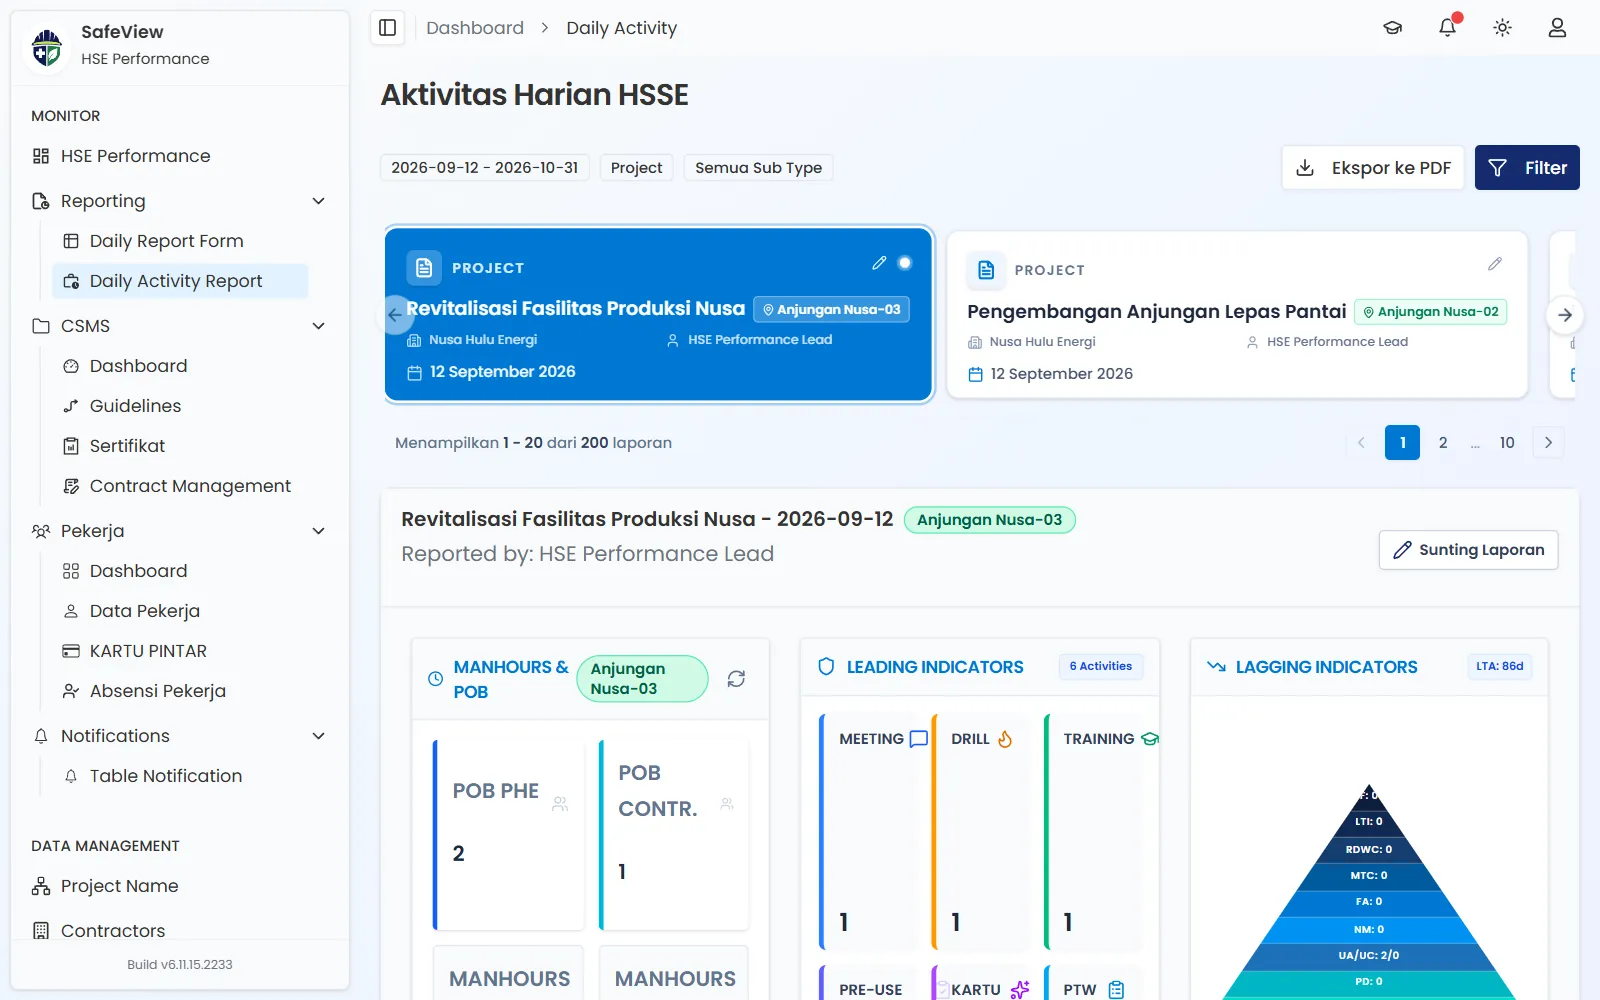 SafeView
HSE Performance
MONITOR
HSE Performance
Reporting
Daily Report Form
Daily Activity Report
CSMS
Dashboard
Guidelines
Sertifikat
Contract Management
Pekerja
Dashboard
Data Pekerja
KARTU PINTAR
Absensi Pekerja
Notifications
Table Notification
DATA MANAGEMENT
Project Name
Contractors
Build v6.11.15.2233
Dashboard > Daily Activity
Aktivitas Harian HSSE
2026-09-12 - 2026-10-31
Project
Semua Sub Type
Ekspor ke PDF
Filter
PROJECT
Revitalisasi Fasilitas Produksi Nusa
Anjungan Nusa-03
Nusa Hulu Energi
HSE Performance Lead
12 September 2026
PROJECT
Pengembangan Anjungan Lepas Pantai
Anjungan Nusa-02
Nusa Hulu Energi
HSE Performance Lead
12 September 2026
Menampilkan 1 - 20 dari 200 laporan
1 2 ... 10
Revitalisasi Fasilitas Produksi Nusa - 2026-09-12
Anjungan Nusa-03
Reported by: HSE Performance Lead
Sunting Laporan
MANHOURS &
POB
Anjungan
Nusa-03
POB PHE
2
POB
CONTR.
1
MANHOURS
MANHOURS
LEADING INDICATORS
6 Activities
MEETING
1
DRILL
1
TRAINING
1
PRE-USE
KARTU
PTW
LAGGING INDICATORS
LTA: 86d
LTI: 0
RDWC: 0
MTC: 0
FA: 0
NM: 0
UA/UC: 2/0
PD: 0